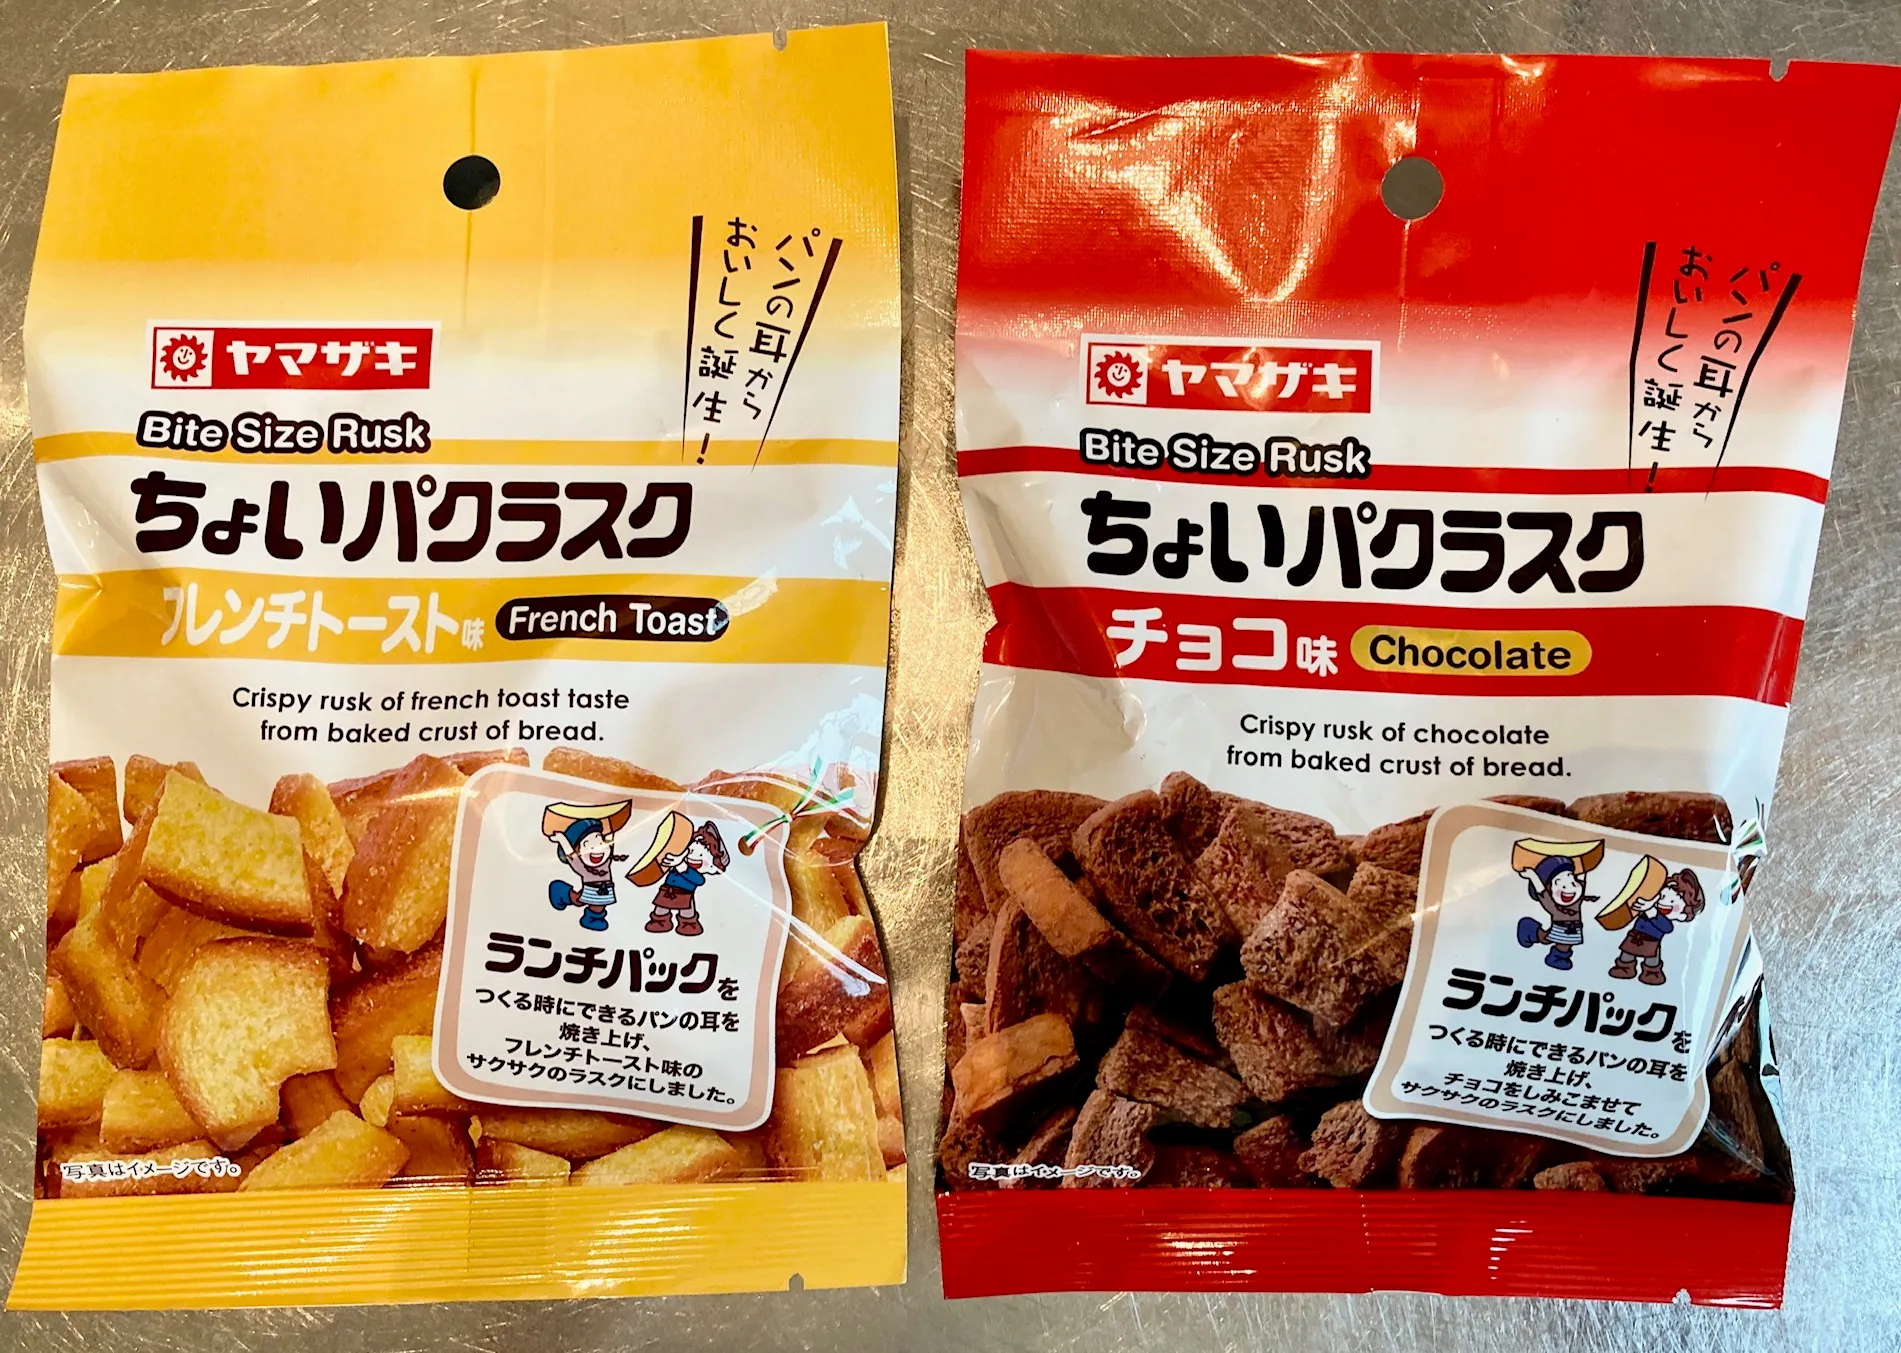 パンの耳から
おいしく誕生!
ヤマザキ
Bite Size Rusk
ちょいパクラスク
フレンチトースト味 French Toast
Crispy rusk of french toast taste
from baked crust of bread.
ランチパックを
つくる時にできるパンの耳を
焼き上げ、
フレンチトースト味の
サクサクのラスクにしました。
写真はイメージです。
パンの耳から
おいしく誕生!
ヤマザキ
Bite Size Rusk
ちょいパクラスク
チョコ味 Chocolate
Crispy rusk of chocolate
from baked crust of bread.
ランチパックを
つくる時にできるパンの耳を
焼き上げ、
チョコをしみこませて
サクサクのラスクにしました。
写真はイメージです。